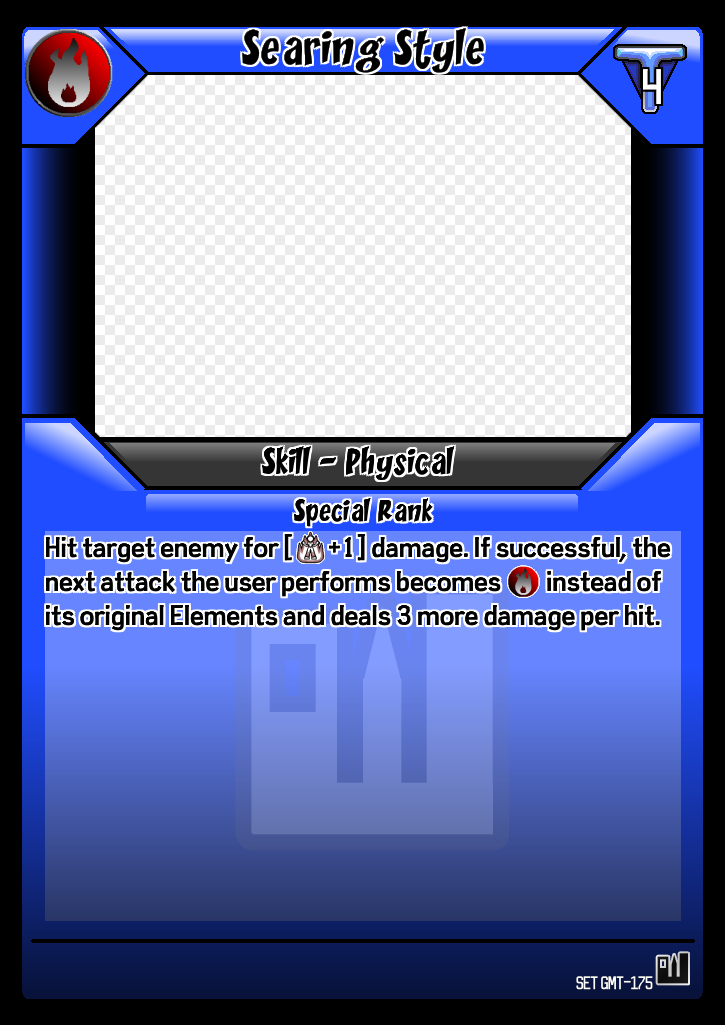 Searing Style
4
Skill - Physical
Special Rank
Hit target enemy for [ +1] damage. If successful, the
next attack the user performs becomes instead of
its original Elements and deals 3 more damage per hit.
SET GMT-175